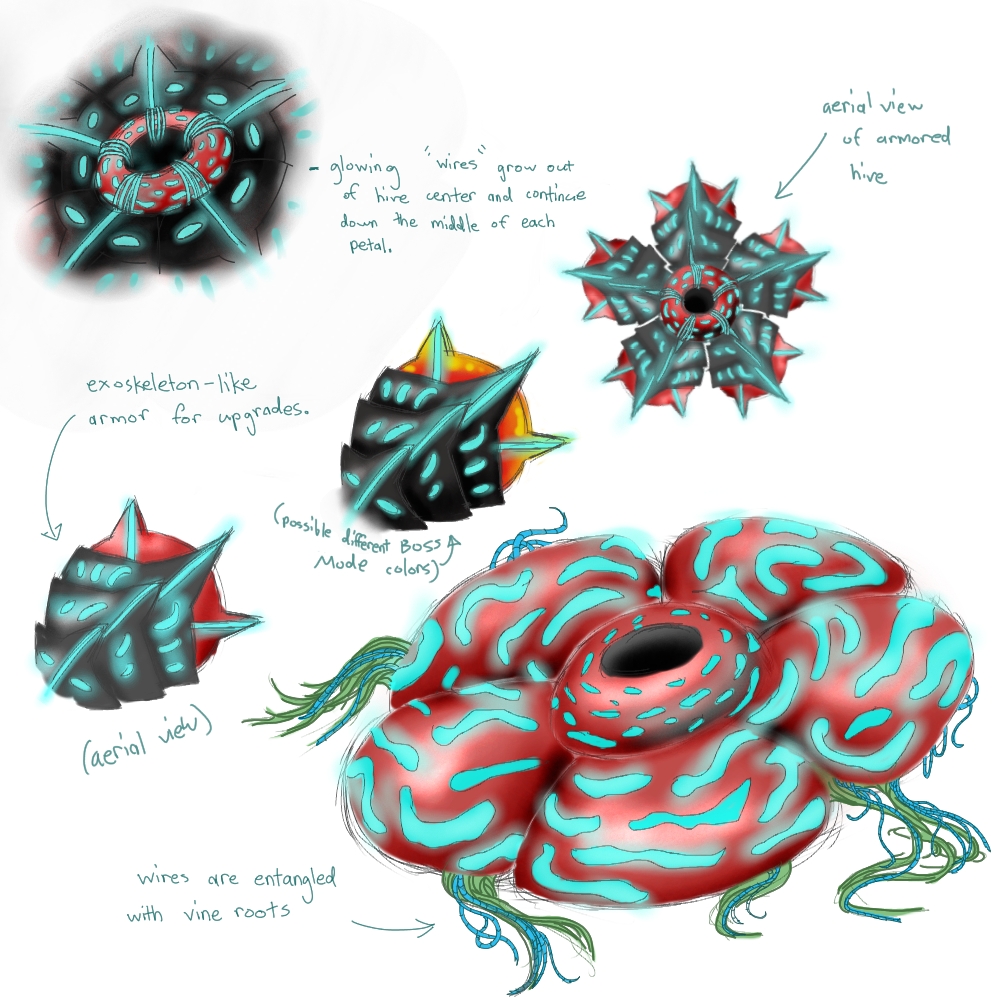 - glowing "wires" grow out
of hive center and continue
down the middle of each
petal.
aerial view
of armored
hive
exoskeleton-like
armor for upgrades.
(possible different BOSS
Mode colors)
(aerial view)
wires are entangled
with vine roots